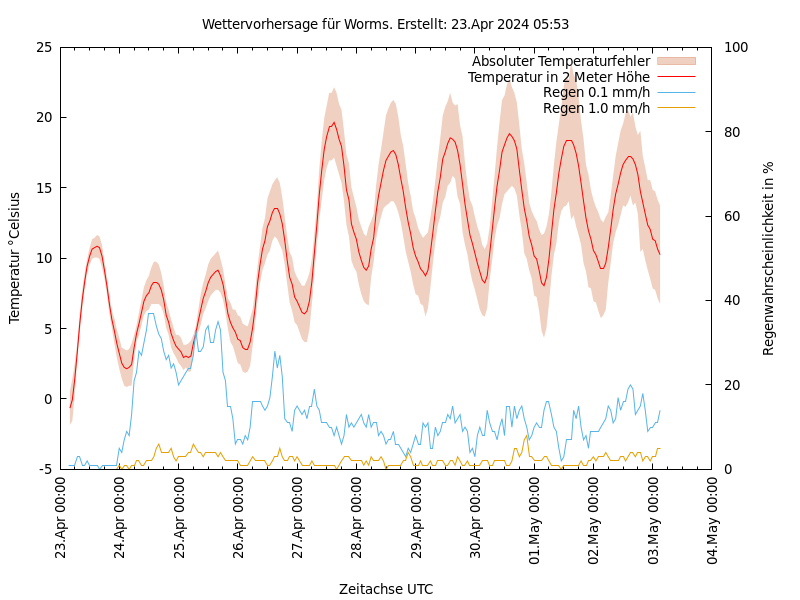 Wettervorhersage für Worms. Erstellt: 23.Apr 2024 05:53
Absoluter Temperaturfehler
Temperatur in 2 Meter Höhe
Regen 0.1 mm/h
Regen 1.0 mm/h
Temperatur °Celsius
25
20
15
10
5
0
-5
Regenwahrscheinlichkeit in %
100
80
60
40
20
0
23.Apr 00:00
24.Apr 00:00
25.Apr 00:00
26.Apr 00:00
27.Apr 00:00
28.Apr 00:00
29.Apr 00:00
30.Apr 00:00
01.May 00:00
02.May 00:00
03.May 00:00
04.May 00:00
Zeitachse UTC